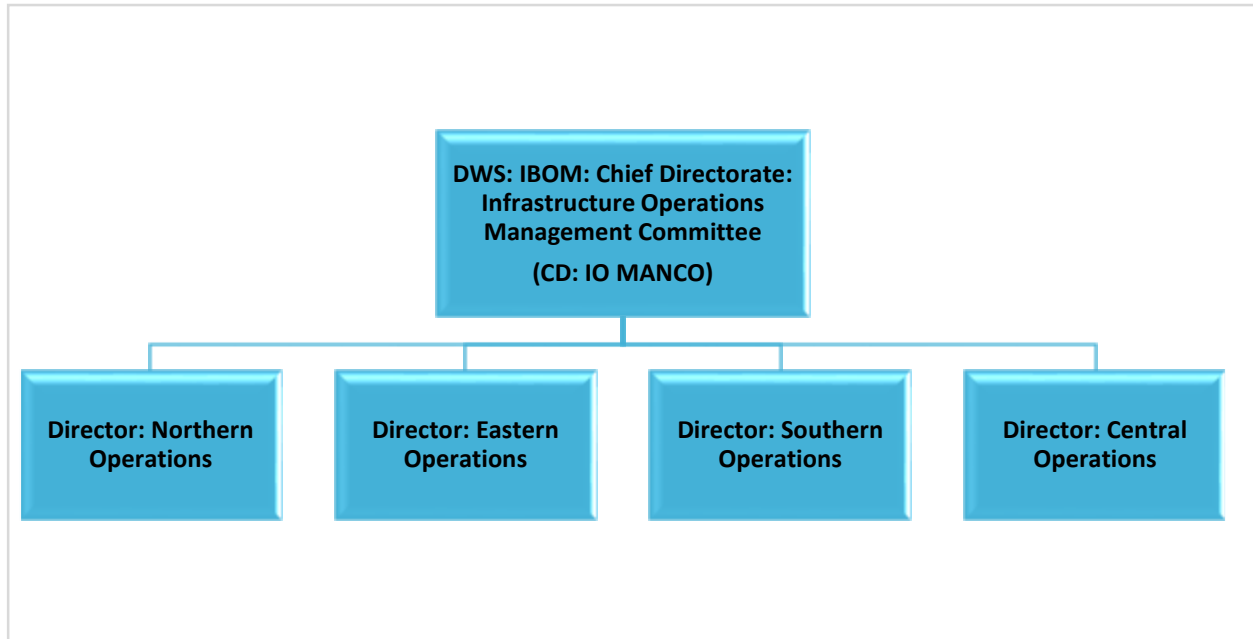 DWS: IBOM: Chief Directorate:
Infrastructure Operations
Management Committee
(CD: IO MANCO)
Director: Northern
Operations
Director: Eastern
Operations
Director: Southern
Operations
Director: Central
Operations